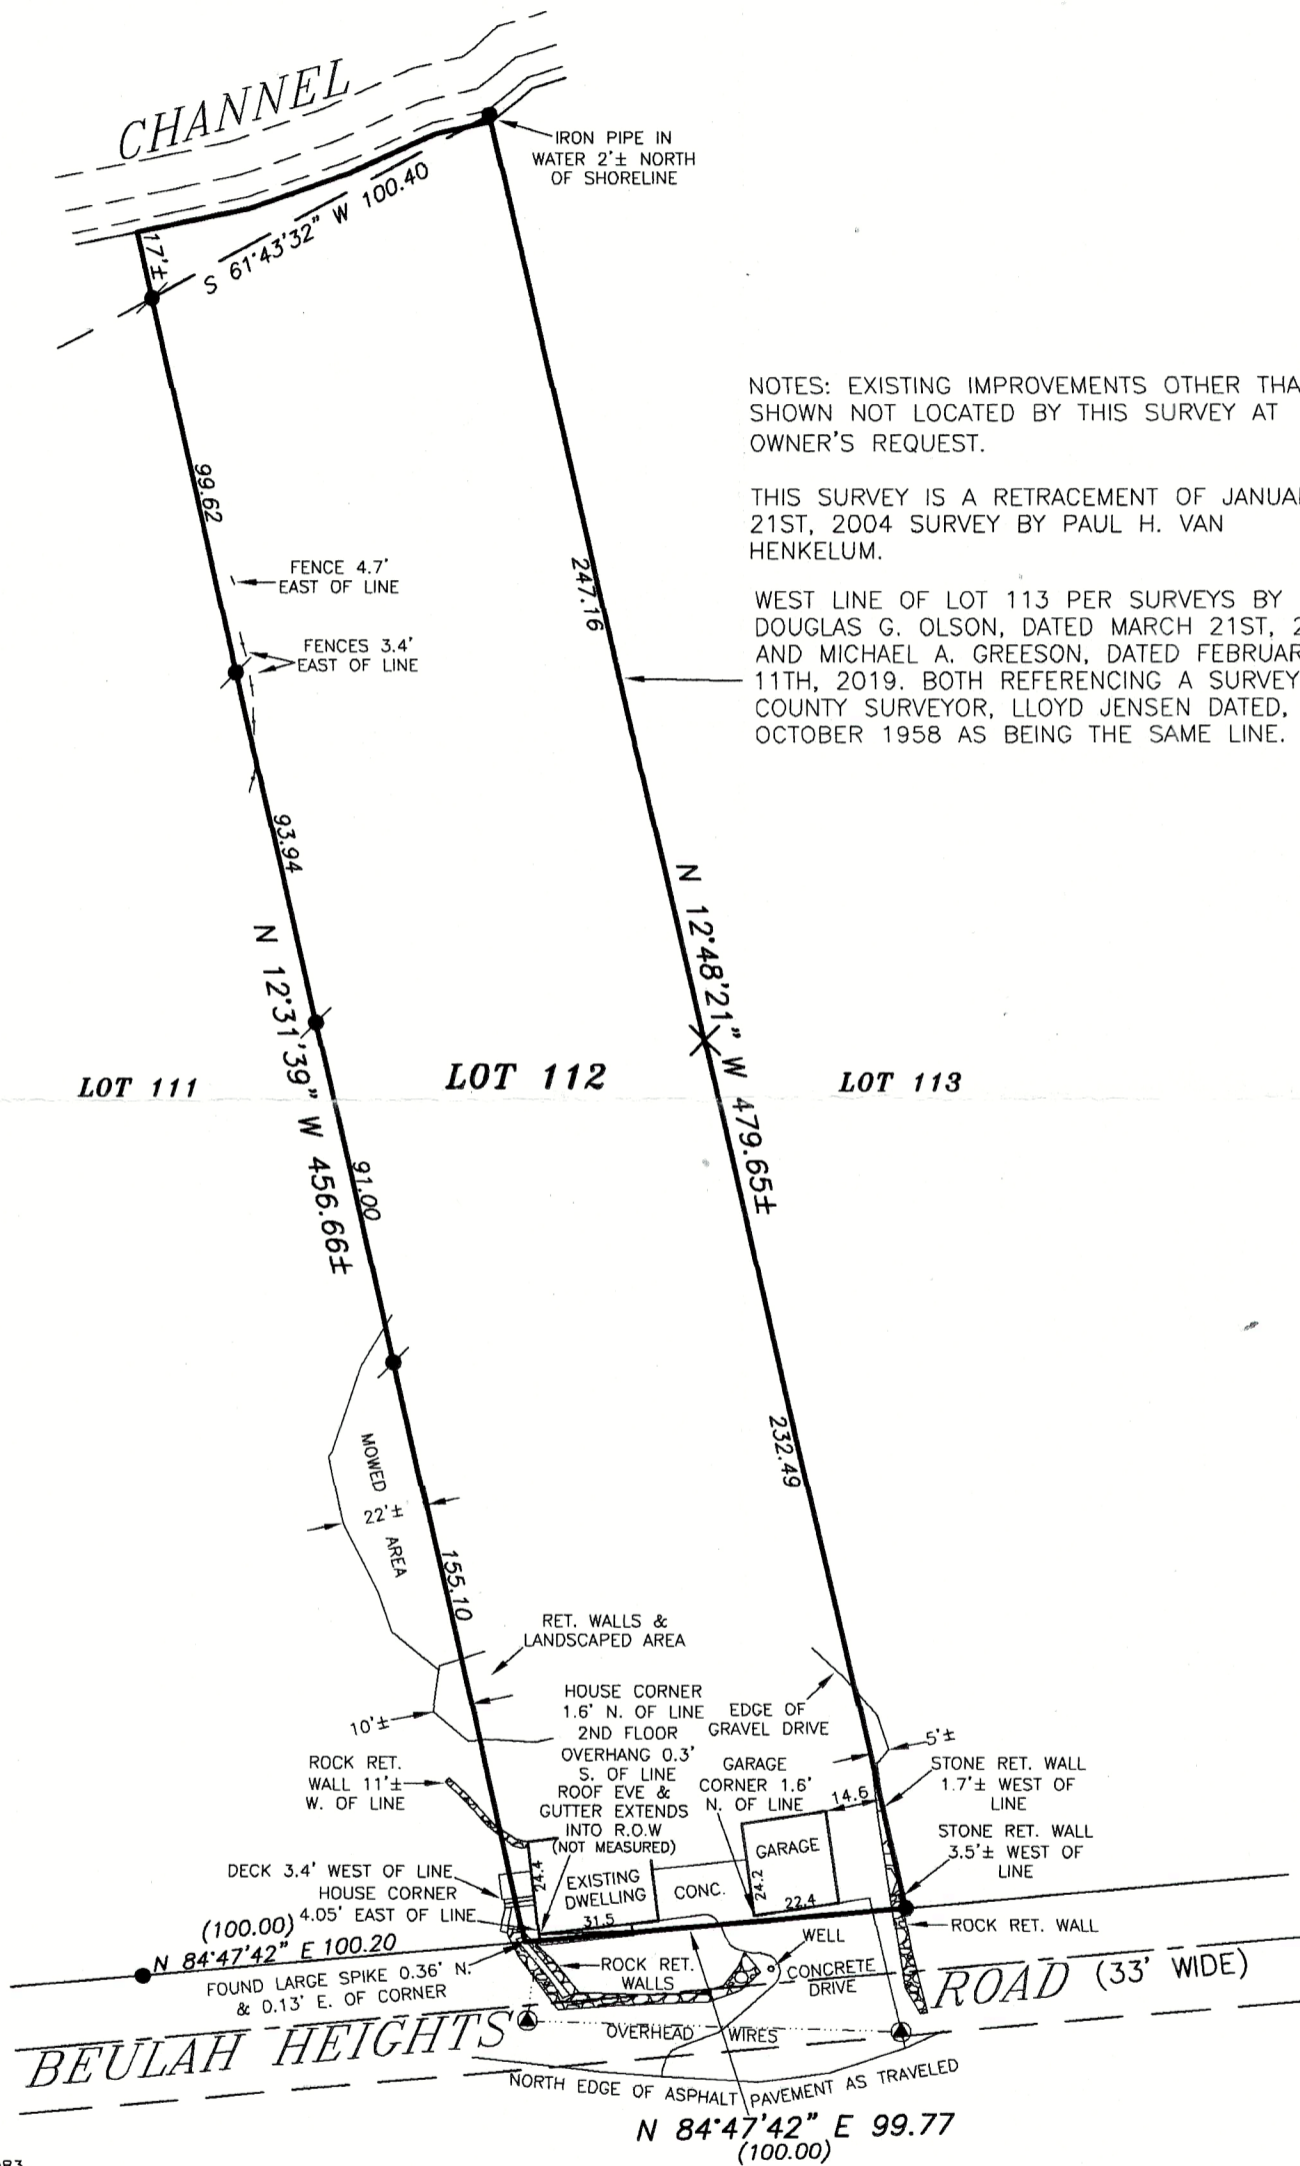 CHANNEL
IRON PIPE IN
WATER 2'± NORTH
OF SHORELINE
S 61°43'32" W 100.40
17'±
NOTES: EXISTING IMPROVEMENTS OTHER THA
SHOWN NOT LOCATED BY THIS SURVEY AT
OWNER'S REQUEST.
THIS SURVEY IS A RETRACEMENT OF JANUA
21ST, 2004 SURVEY BY PAUL H. VAN
HENKELUM.
WEST LINE OF LOT 113 PER SURVEYS BY
DOUGLAS G. OLSON, DATED MARCH 21ST, 2
AND MICHAEL A. GREESON, DATED FEBRUAR
11TH, 2019. BOTH REFERENCING A SURVEY
COUNTY SURVEYOR, LLOYD JENSEN DATED,
OCTOBER 1958 AS BEING THE SAME LINE.
99.62
247.16
FENCE 4.7'
EAST OF LINE
FENCES 3.4'
EAST OF LINE
93.94
N 12°31'39" W 456.66±
N 12°48'21" W 479.65±
LOT 111
LOT 112
LOT 113
91.00
232.49
MOWED
AREA
22'±
155.10
RET. WALLS &
LANDSCAPED AREA
10'±
HOUSE CORNER
1.6' N. OF LINE
2ND FLOOR
OVERHANG 0.3'
S. OF LINE
ROOF EVE &
GUTTER EXTENDS
INTO R.O.W
(NOT MEASURED)
EDGE OF
GRAVEL DRIVE
5'±
GARAGE
CORNER 1.6'
N. OF LINE
14.6
STONE RET. WALL
1.7'± WEST OF
LINE
ROCK RET.
WALL 11'±
W. OF LINE
STONE RET. WALL
3.5'± WEST OF
LINE
GARAGE
24.2
22.4
DECK 3.4' WEST OF LINE
HOUSE CORNER
4.05' EAST OF LINE
24.4
EXISTING
DWELLING
31.5
CONC.
(100.00)
N 84°47'42" E 100.20
FOUND LARGE SPIKE 0.36' N.
& 0.13' E. OF CORNER
ROCK RET.
WALLS
WELL
CONCRETE
DRIVE
ROCK RET. WALL
BEULAH HEIGHTS ROAD (33' WIDE)
OVERHEAD WIRES
NORTH EDGE OF ASPHALT PAVEMENT AS TRAVELED
N 84°47'42" E 99.77
(100.00)